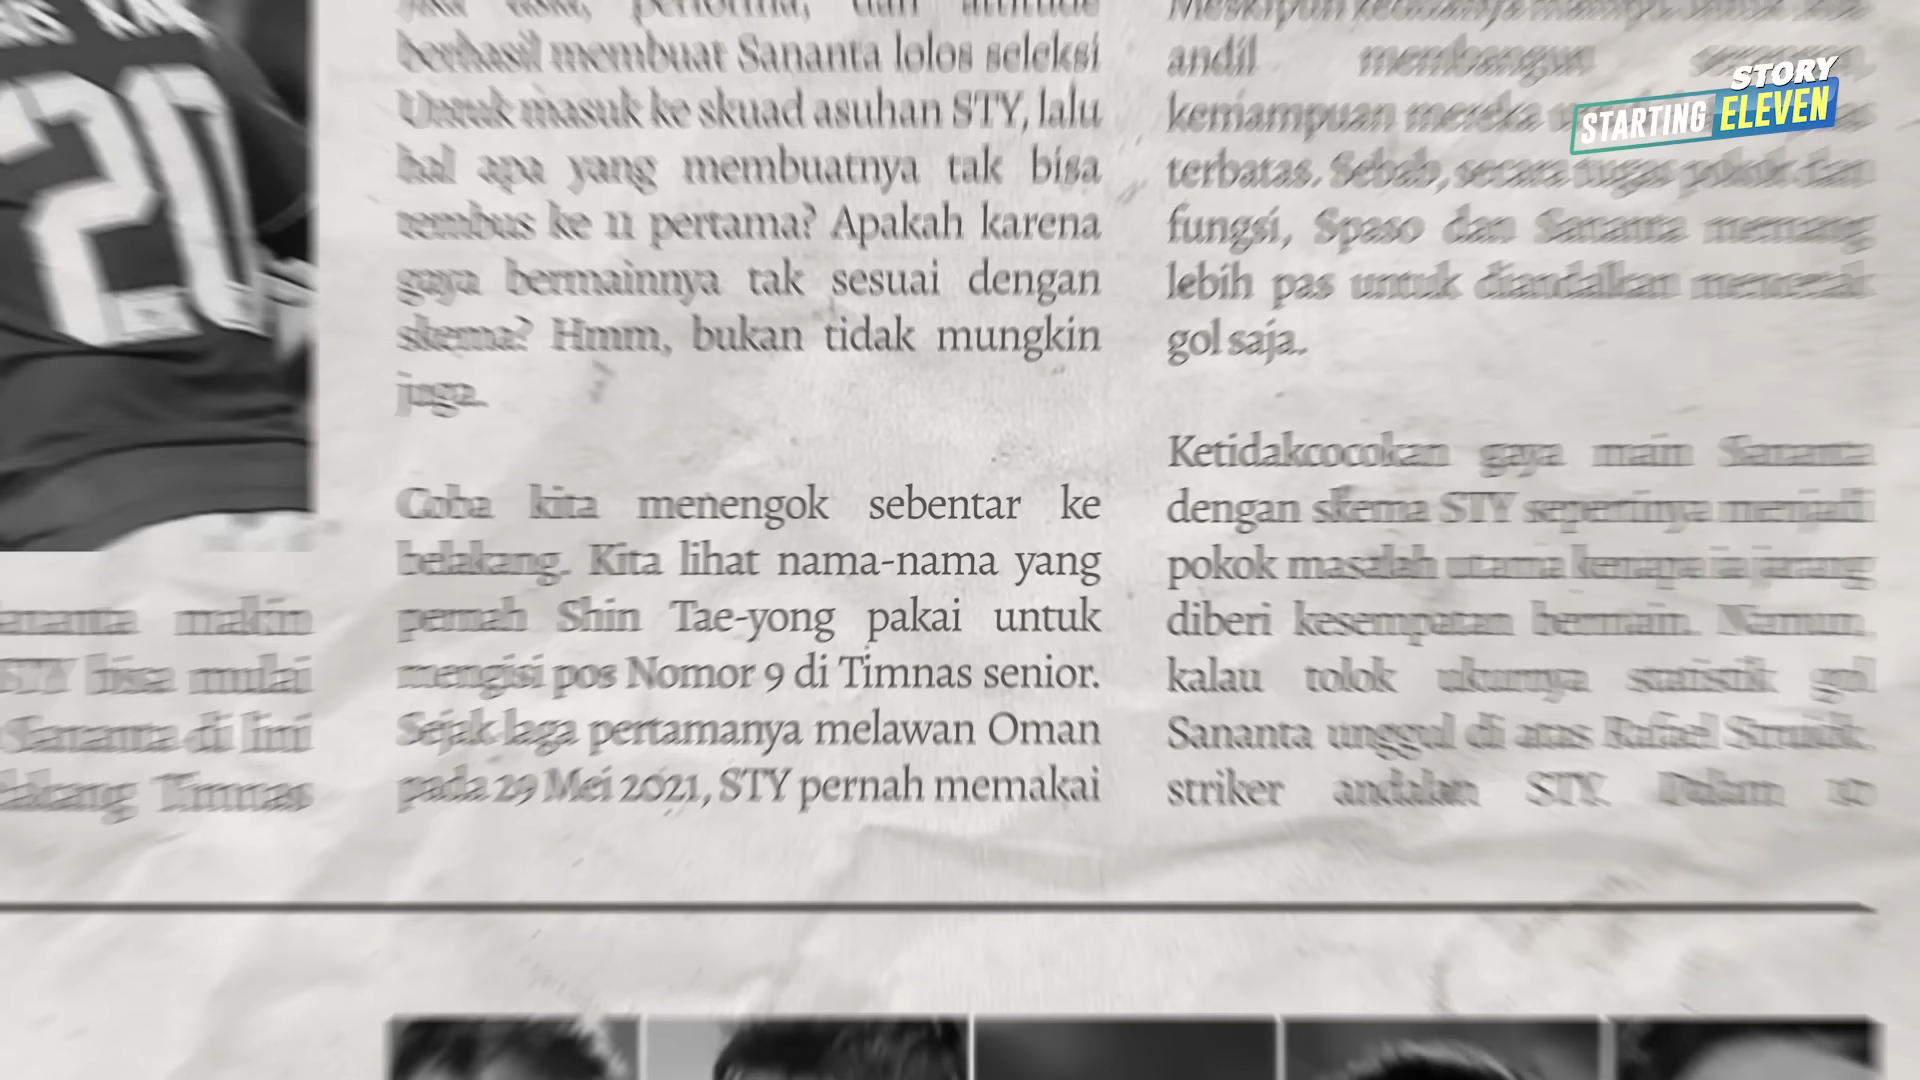 20
berhasil membuat Sananta lolos seleksi
Untuk masuk ke skuad asuhan STY, lalu
hal apa yang membuatnya tak bisa
tembus ke 11 pertama? Apakah karena
gaya bermainnya tak sesuai dengan
skema? Hmm, bukan tidak mungkin
juga.
Coba kita menengok sebentar ke
belakang. Kita lihat nama-nama yang
pernah Shin Tae-yong pakai untuk
mengisi pos Nomor 9 di Timnas senior.
Sejak laga pertamanya melawan Oman
pada 29 Mei 2021, STY pernah memakai
andil membangun
kemampuan mereka
terbatas. Sebab, secara tugas pokok dan
fungsi, Spaso dan Sananta memang
lebih pas untuk diandalkan mencetak
gol saja..
Ketidakcocokan gaya main Sananta
dengan skema STY sepertinya menjadi
pokok masalah utama kenapa ia jarang
diberi kesempatan bermain. Namun,
kalau tolok ukurnya statistik gol
Sananta unggul di atas Rafael Struick,
striker andalan STY. Dalam 10
makin
STY bisa mulai
Sananta di lini
Timnas
STORY
STARTING ELEVEN